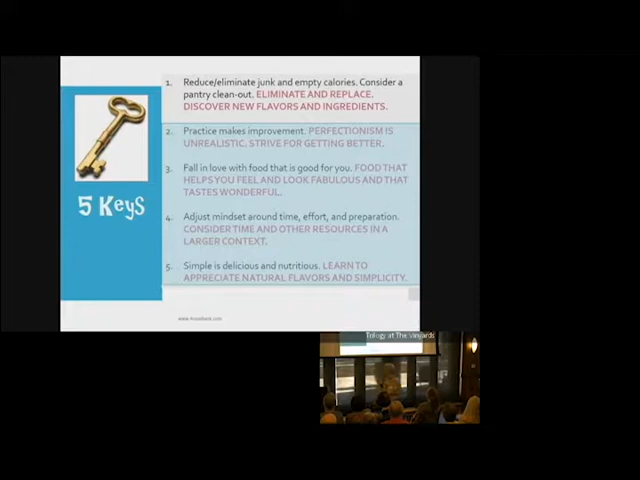 1. Reduce/eliminate junk and empty calories. Consider a
pantry clean-out. ELIMINATE AND REPLACE.
DISCOVER NEW FLAVORS AND INGREDIENTS.
2. Practice makes improvement. PERFECTIONISM IS
UNREALISTIC. STRIVE FOR GETTING BETTER.
3. Fall in love with food that is good for you. FOOD THAT
HELPS YOU FEEL AND LOOK FABULOUS AND THAT
TASTES WONDERFUL.
5 Keys
4. Adjust mindset around time, effort, and preparation.
CONSIDER TIME AND OTHER RESOURCES IN A
LARGER CONTEXT.
5. Simple is delicious and nutritious. LEARN TO
APPRECIATE NATURAL FLAVORS AND SIMPLICITY.
Trilogy at The Vineyards